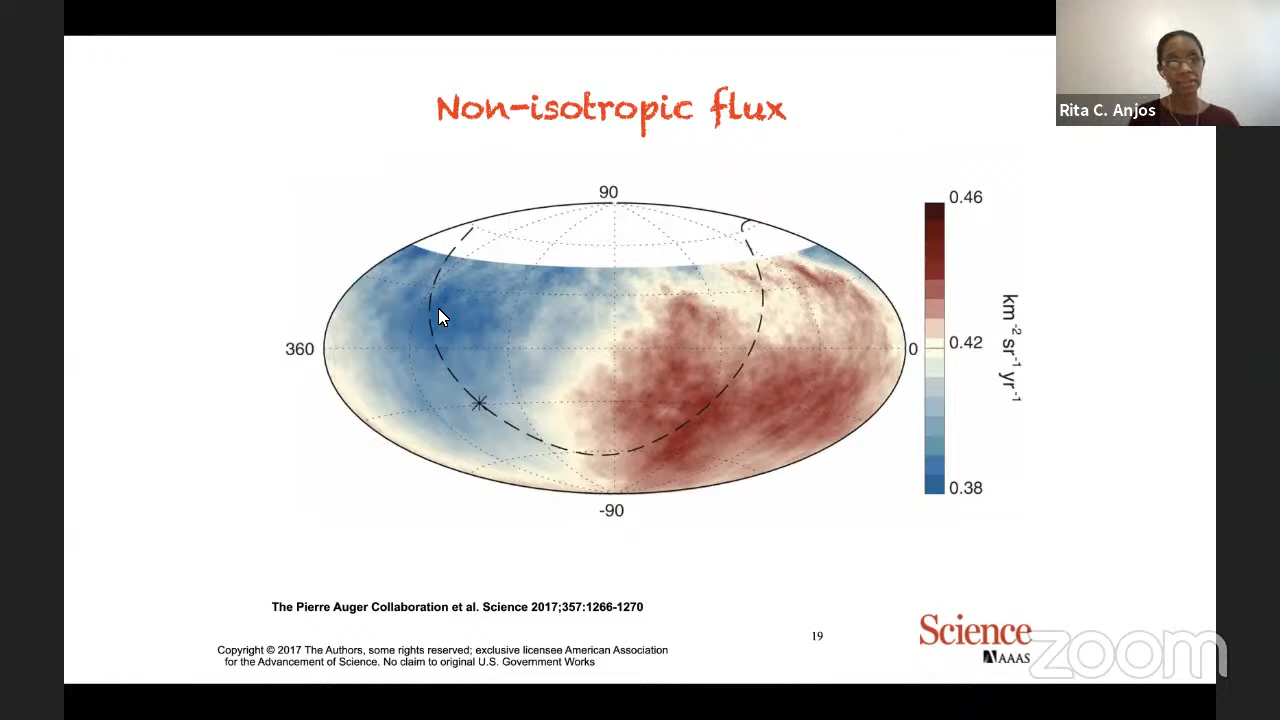 Non-isotropic flux
Rita C. Anjos
90
360
0
-90
0.46
0.42
0.38
km⁻² sr⁻¹ yr⁻¹
The Pierre Auger Collaboration et al. Science 2017;357:1266-1270
19
Copyright © 2017 The Authors, some rights reserved; exclusive licensee American Association
for the Advancement of Science. No claim to original U.S. Government Works
Science
AAAS
zoom